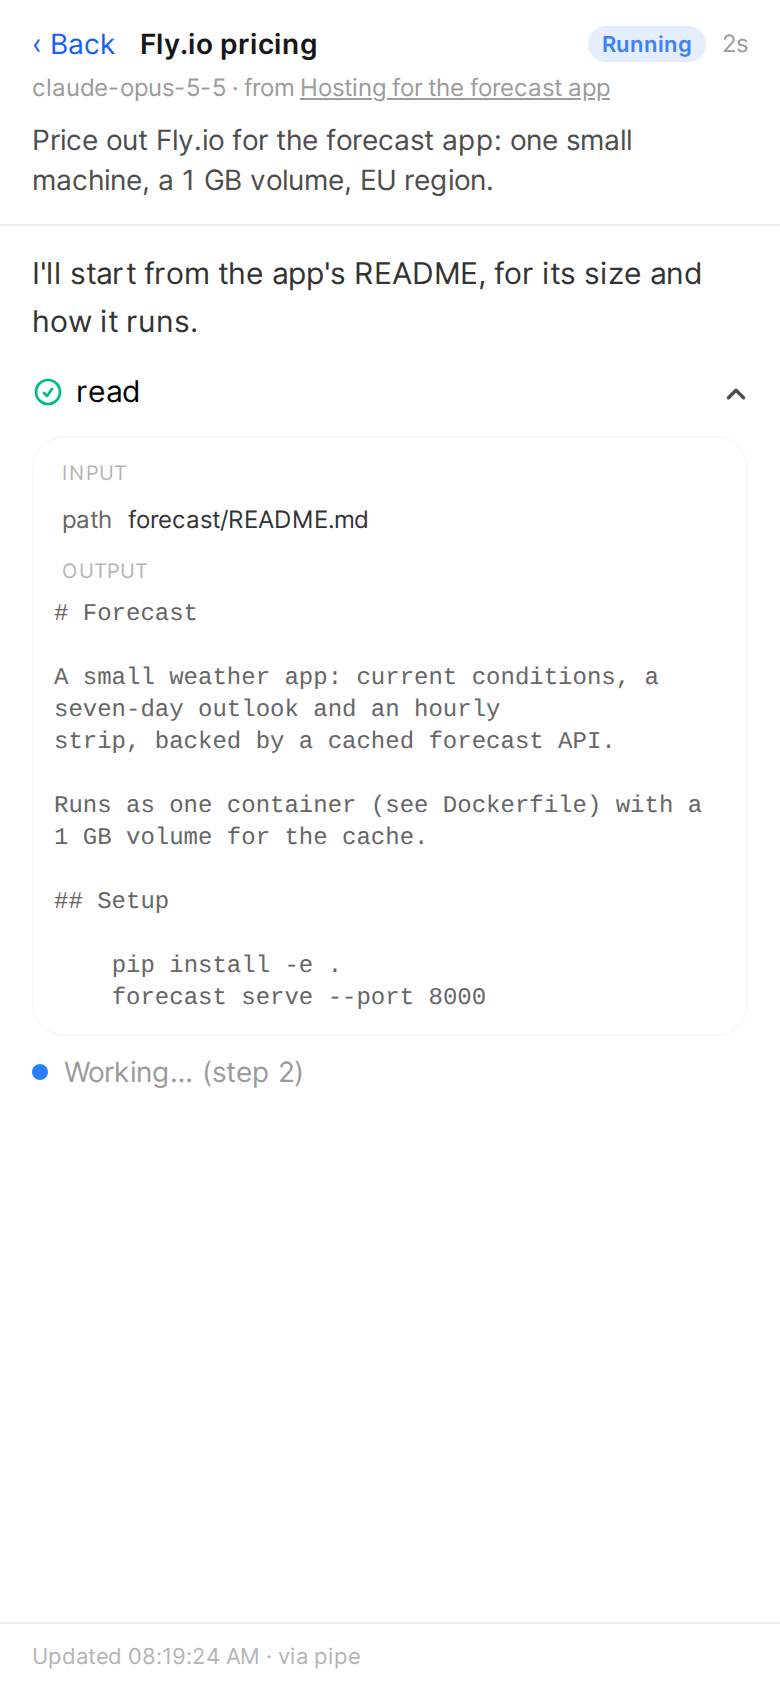 ‹ Back Fly.io pricing Running 2s
claude-opus-5-5 · from Hosting for the forecast app
Price out Fly.io for the forecast app: one small
machine, a 1 GB volume, EU region.
I'll start from the app's README, for its size and
how it runs.
read
INPUT
path forecast/README.md
OUTPUT
# Forecast
A small weather app: current conditions, a
seven-day outlook and an hourly
strip, backed by a cached forecast API.
Runs as one container (see Dockerfile) with a
1 GB volume for the cache.
## Setup
pip install -e .
forecast serve --port 8000
Working... (step 2)
Updated 08:19:24 AM · via pipe